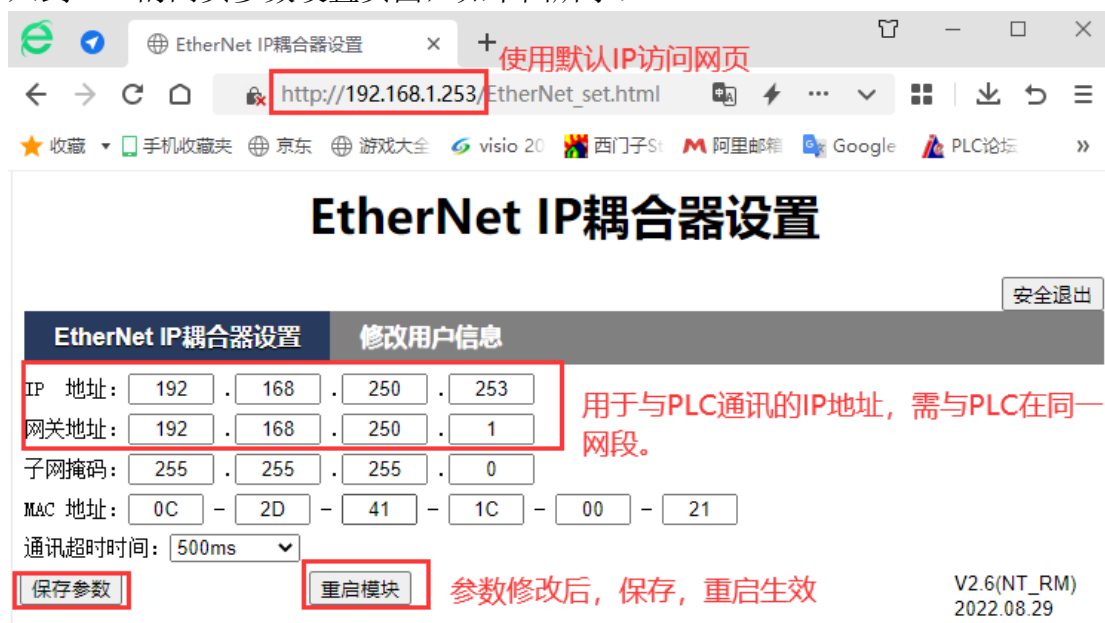 EtherNet IP耦合器设置
使用默认IP访问网页
http://192.168.1.253/EtherNet_set.html
收藏 手机收藏夹 京东 游戏大全 visio 20 西门子St 阿里邮箱 Google PLC论坛
EtherNet IP耦合器设置
安全退出
EtherNet IP耦合器设置 修改用户信息
IP 地址: 192 . 168 . 250 . 253
用于与PLC通讯的IP地址，需与PLC在同一
网关地址: 192 . 168 . 250 . 1
网段。
子网掩码: 255 . 255 . 255 . 0
MAC 地址: 0C - 2D - 41 - 1C - 00 - 21
通讯超时时间: 500ms
保存参数 重启模块 参数修改后，保存，重启生效 V2.6(NT_RM)
2022.08.29